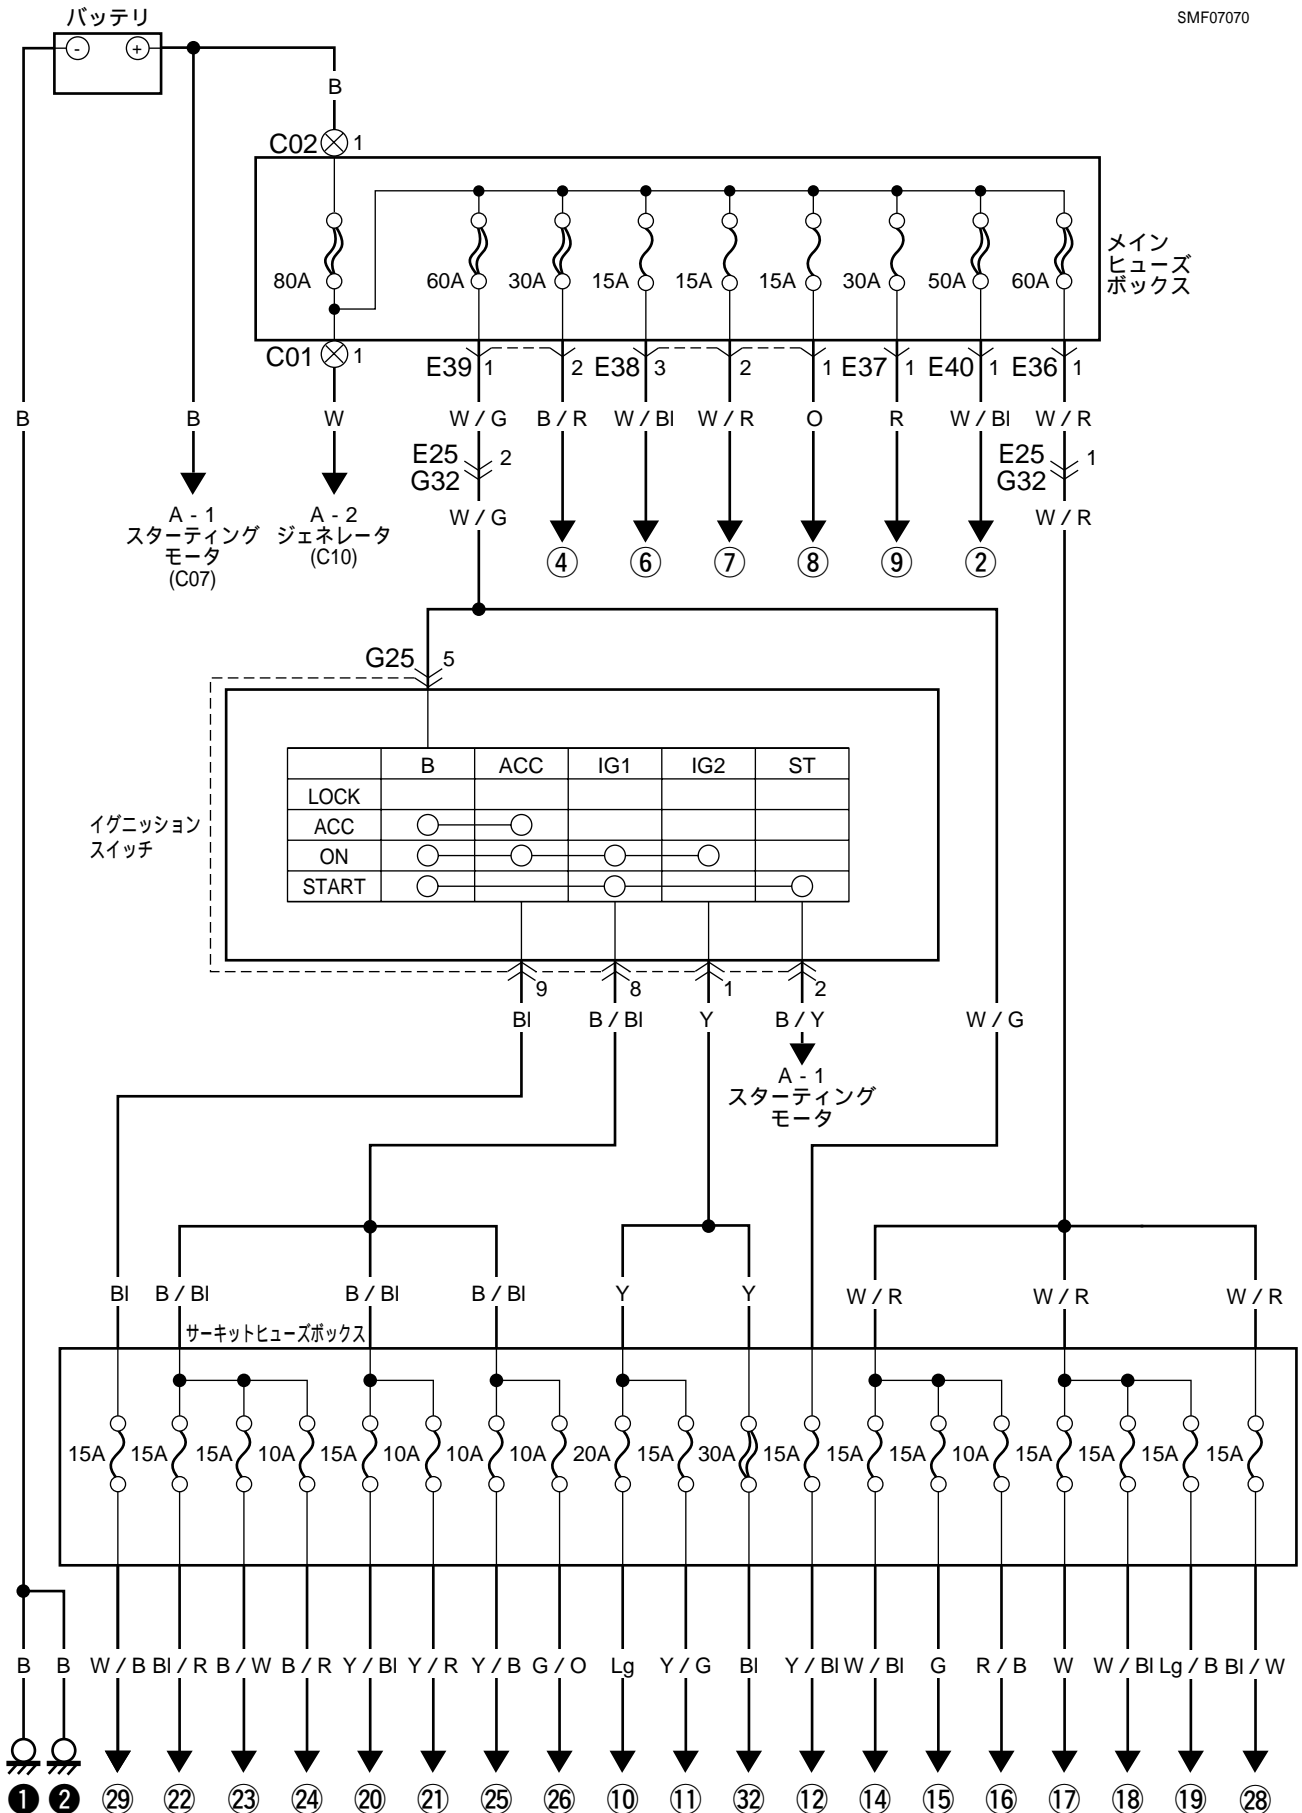 SMF07070
バッテリ
- +
B
C02 1
80A 60A 30A 15A 15A 15A 30A 50A 60A
メイン
ヒューズ
ボックス
C01 1
E39 1 2 E38 3 2 1 E37 1 E40 1 E36 1
B B W W / G B / R W / Bl W / R O R W / Bl W / R
E25 2
G32
E25 1
G32
W / G W / R
A - 1
スターティング
モータ
(C07)
A - 2
ジェネレータ
(C10)
④ ⑥ ⑦ ⑧ ⑨ ②
G25 5
B ACC IG1 IG2 ST
LOCK
ACC
ON
START
イグニッション
スイッチ
9 8 1 2
Bl B / Bl Y B / Y W / G
A - 1
スターティング
モータ
Bl B / Bl B / Bl B / Bl Y Y W / R W / R W / R
サーキットヒューズボックス
15A 15A 15A 10A 15A 10A 10A 10A 20A 15A 30A 15A 15A 15A 10A 15A 15A 15A 15A
B B W / B Bl / R B / W B / R Y / Bl Y / R Y / B G / O Lg Y / G Bl Y / Bl W / Bl G R / B W W / Bl Lg / B Bl / W
❶ ❷ ㉙ ㉒ ㉓ ㉔ ⑳ ㉑ ㉕ ㉖ ⑩ ⑪ ㉜ ⑫ ⑭ ⑮ ⑯ ⑰ ⑱ ⑲ ㉘